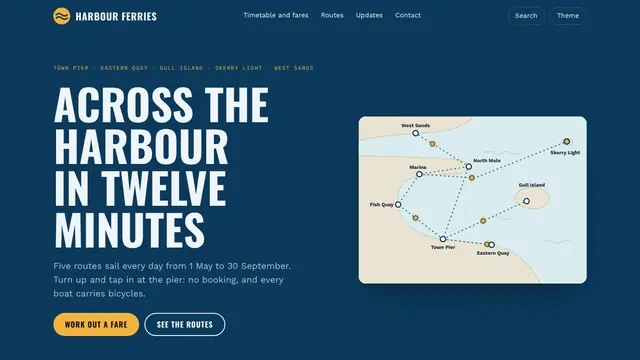 HARBOUR FERRIES
Timetable and fares
Routes
Updates
Contact
Search
Theme
TOWN PIER · EASTERN QUAY · GULL ISLAND · SKERRY LIGHT · WEST SANDS
ACROSS THE
HARBOUR
IN TWELVE
MINUTES
Five routes sail every day from 1 May to 30 September.
Turn up and tap in at the pier: no booking, and every
boat carries bicycles.
WORK OUT A FARE
SEE THE ROUTES
West Sands
Skerry Light
North Mole
Marina
Gull Island
Fish Quay
Town Pier
Eastern Quay